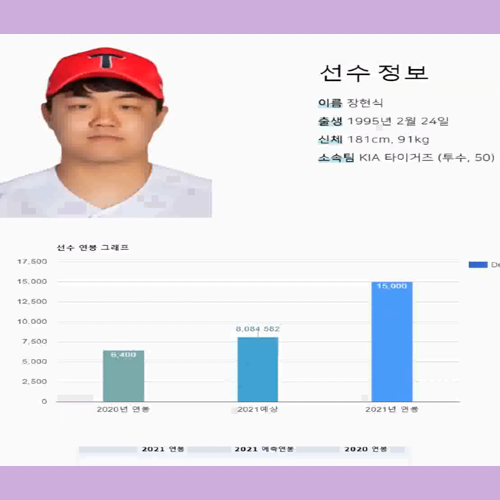 T
선수 정보
이름 장현식
출생 1995년 2월 24일
신체 181cm, 91kg
소속팀 KIA 타이거즈 (투수, 50)
선수 연봉 그래프
17,500
15,000
12,500
10,000
7,500
5,000
2,500
0
6,400
8,084.582
15,000
De
2020년 연봉
2021예상
2021년 연봉
2021 연봉 2021 예측연봉 2020 연봉